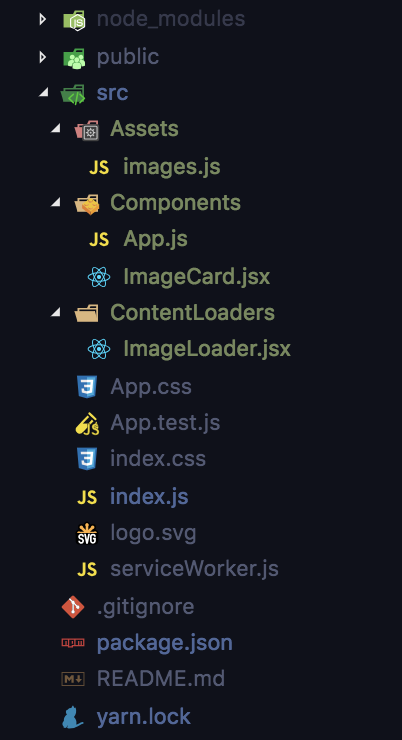 node_modules
public
src
Assets
JS images.js
Components
JS App.js
ImageCard.jsx
ContentLoaders
ImageLoader.jsx
App.css
App.test.js
index.css
JS index.js
SVG logo.svg
JS serviceWorker.js
.gitignore
package.json
README.md
yarn.lock